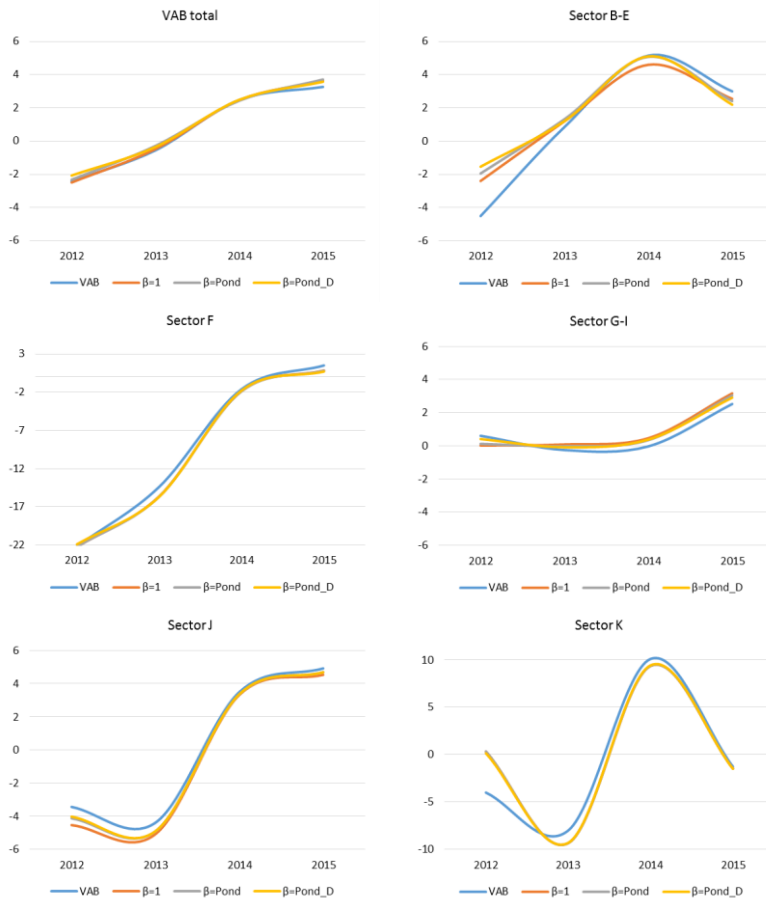 VAB total
6
4
2
0
-2
-4
-6
2012 2013 2014 2015
VAB β=1 β=Pond β=Pond_D
Sector B-E
6
4
2
0
-2
-4
-6
2012 2013 2014 2015
VAB β=1 β=Pond β=Pond_D
Sector F
3
-2
-7
-12
-17
-22
2012 2013 2014 2015
VAB β=1 β=Pond β=Pond_D
Sector G-I
6
4
2
0
-2
-4
-6
2012 2013 2014 2015
VAB β=1 β=Pond β=Pond_D
Sector J
6
4
2
0
-2
-4
-6
2012 2013 2014 2015
VAB β=1 β=Pond β=Pond_D
Sector K
10
5
0
-5
-10
2012 2013 2014 2015
VAB β=1 β=Pond β=Pond_D